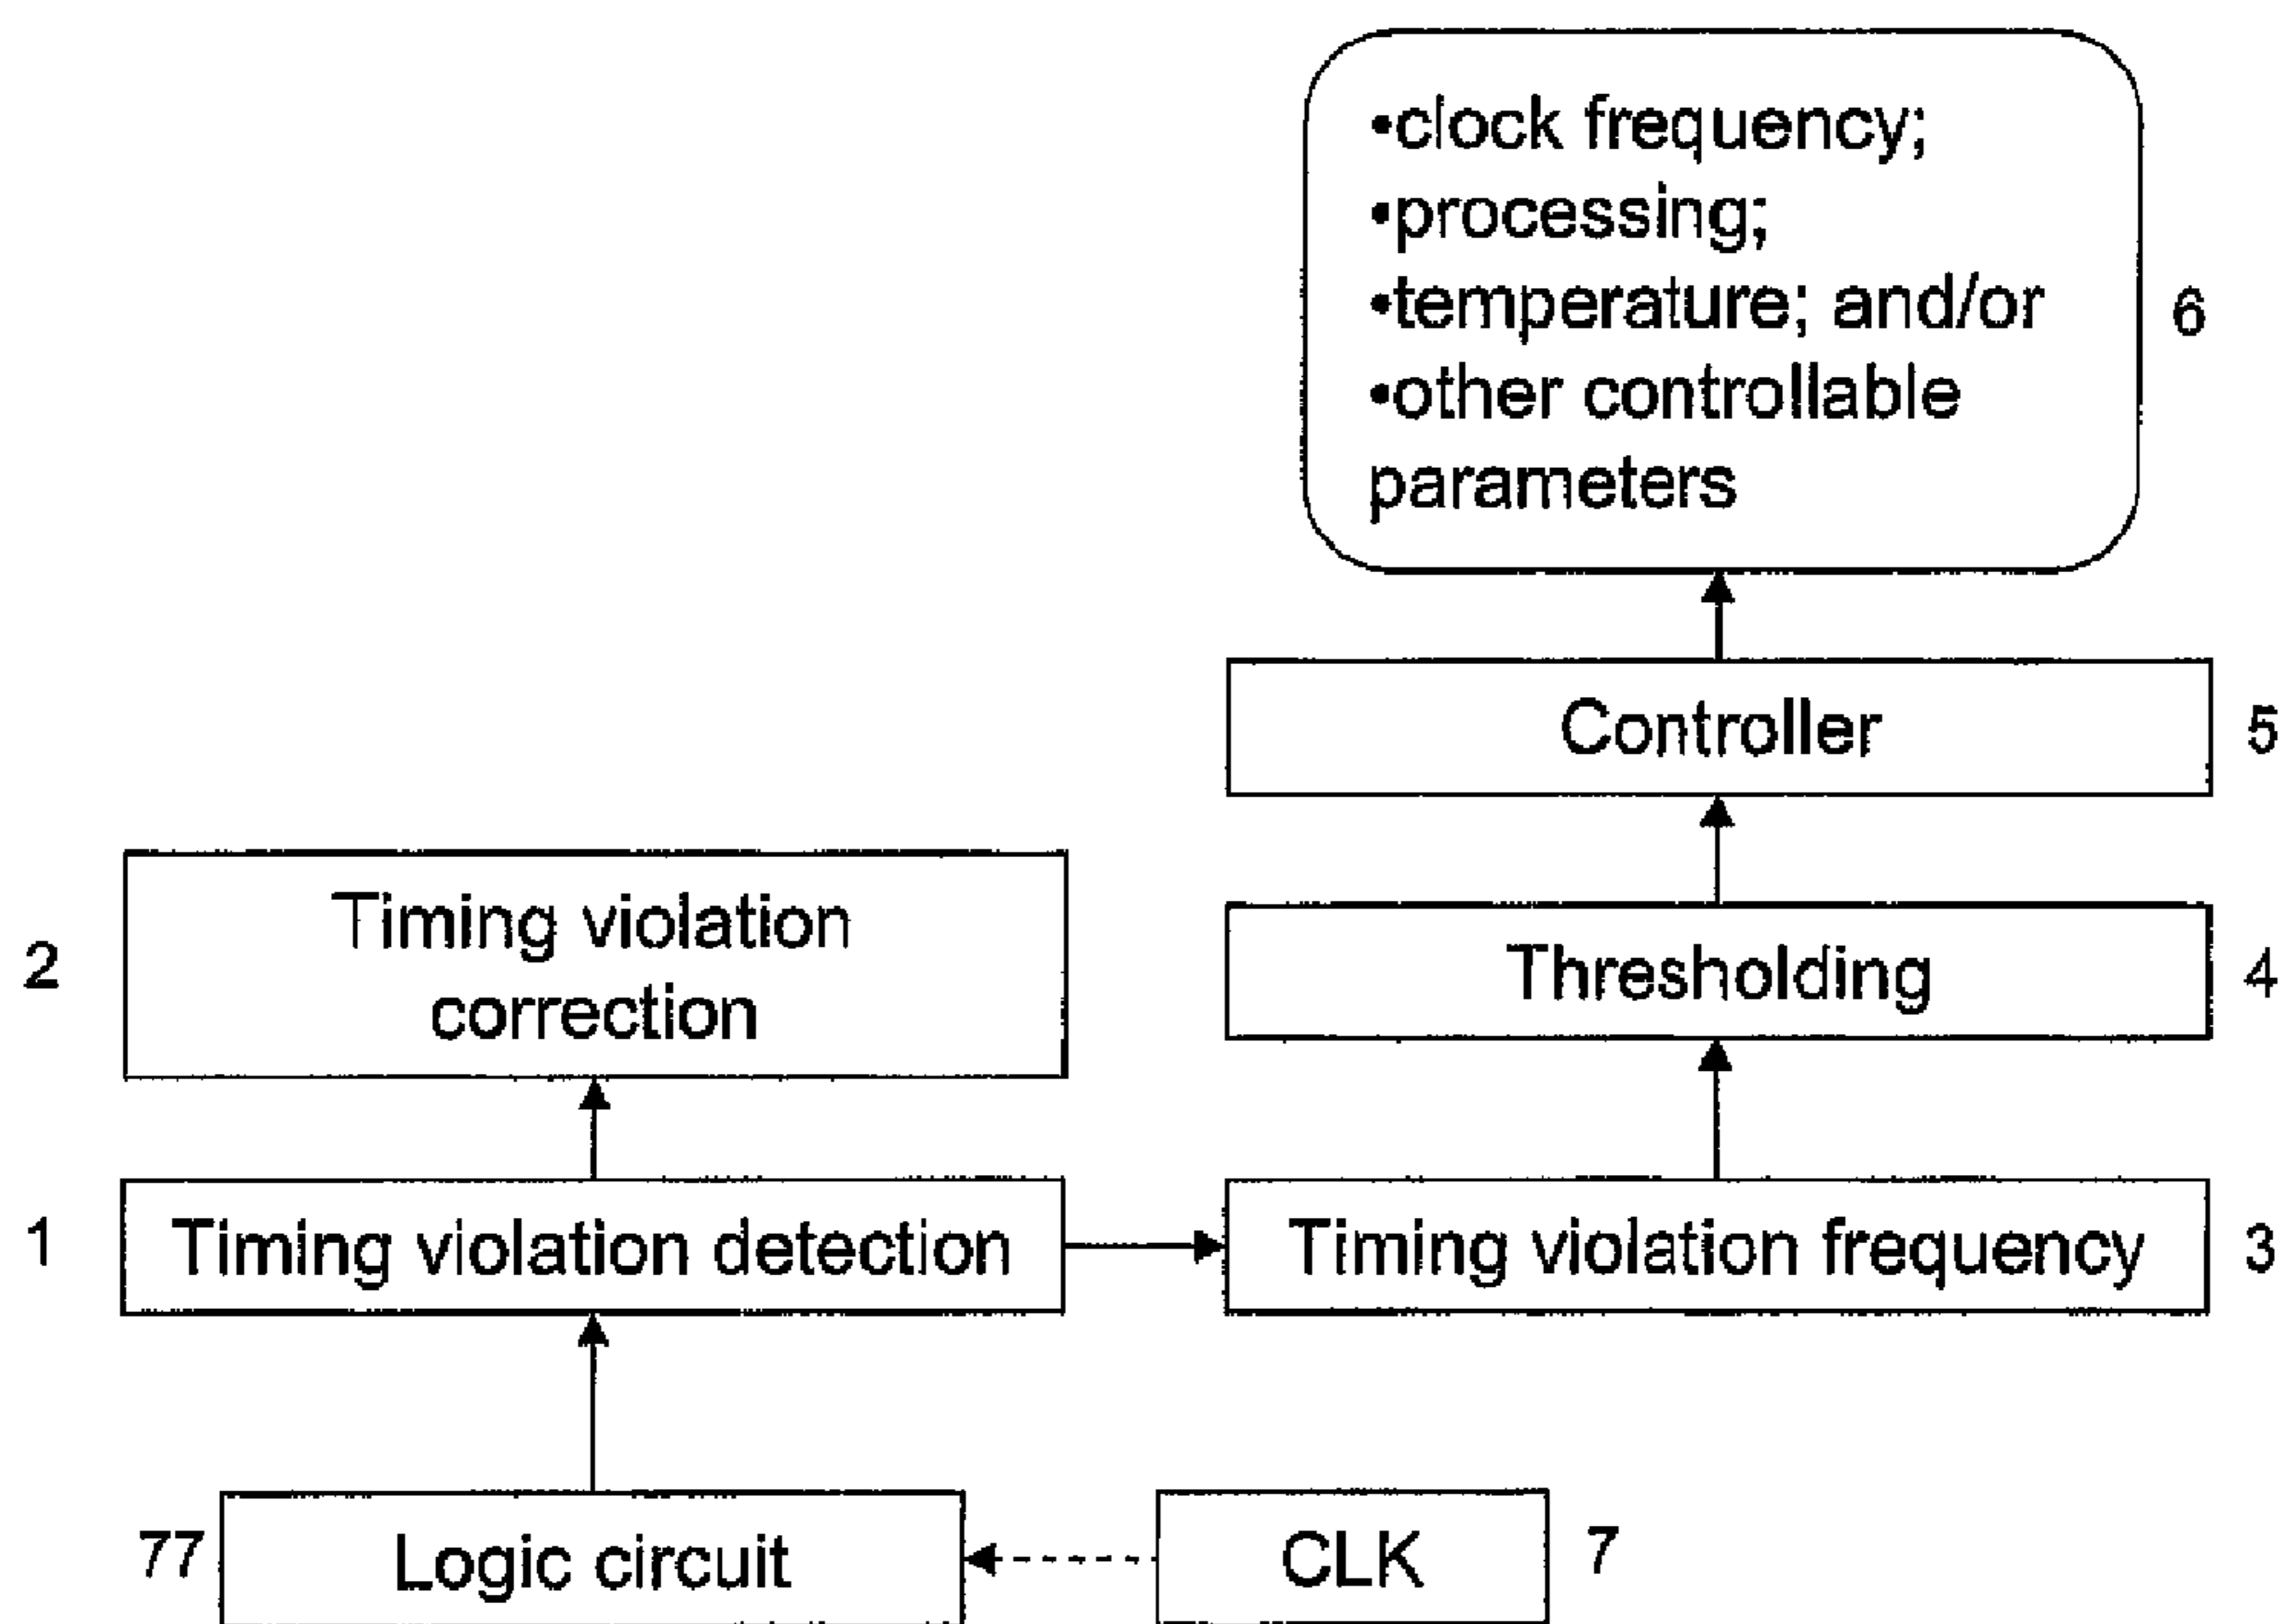 •clock frequency;
•processing;
•temperature; and/or
•other controllable
parameters
6
Controller
5
2
Timing violation
correction
Thresholding
4
1
Timing violation detection
Timing violation frequency
3
77
Logic circuit
CLK
7